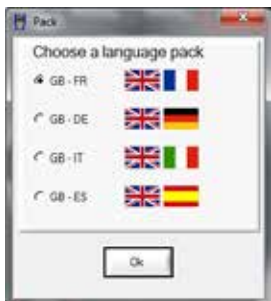 Pack
Choose a language pack
GB - FR
GB - DE
GB - IT
GB - ES
Ok